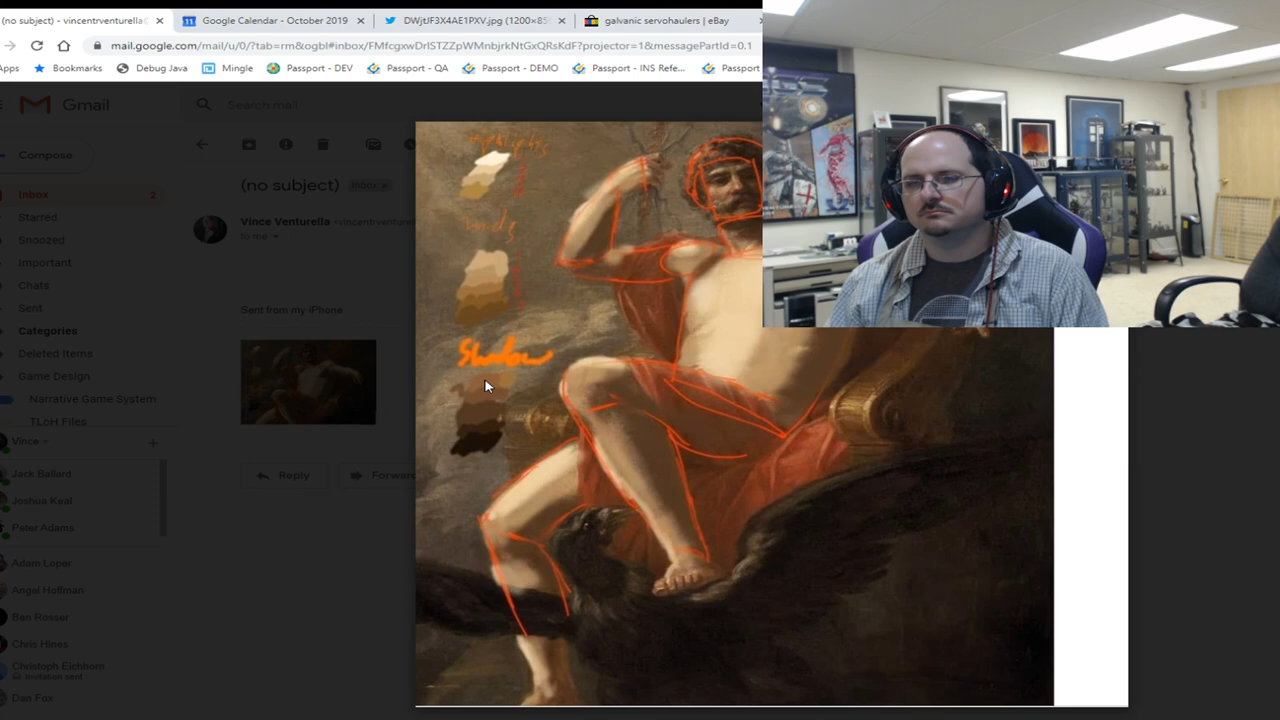 (no subject) - vincentrventurella
Google Calendar - October 2019
DWjtJF3X4AE1PXV.jpg (1200×85
galvanic servohaulers | eBay
mail.google.com/mail/u/0/?tab=rm&ogbl#inbox/FMfcgxwDrlSTZZpWMnbjrkNtGxQRsKdF?projector=1&messagePartId=0.1
Apps
Bookmarks
Debug Java
Mingle
Passport - DEV
Passport - QA
Passport - DEMO
Passport - INS Refe...
Passport
Gmail
Search mail
Compose
Inbox
2
Starred
Snoozed
Important
Chats
Sent
Categories
Deleted Items
Game Design
Narrative Game System
TLoH Files
Vince
Jack Ballard
Joshua Keal
Peter Adams
Adam Loper
Angel Hoffman
Ben Rosser
Chris Hines
Christoph Eichhorn
Invitation sent
Dan Fox
(no subject)
Inbox
Vince Venturella <vincentrventurel
to me
Sent from my iPhone
Reply
Forward
mids
Shadow